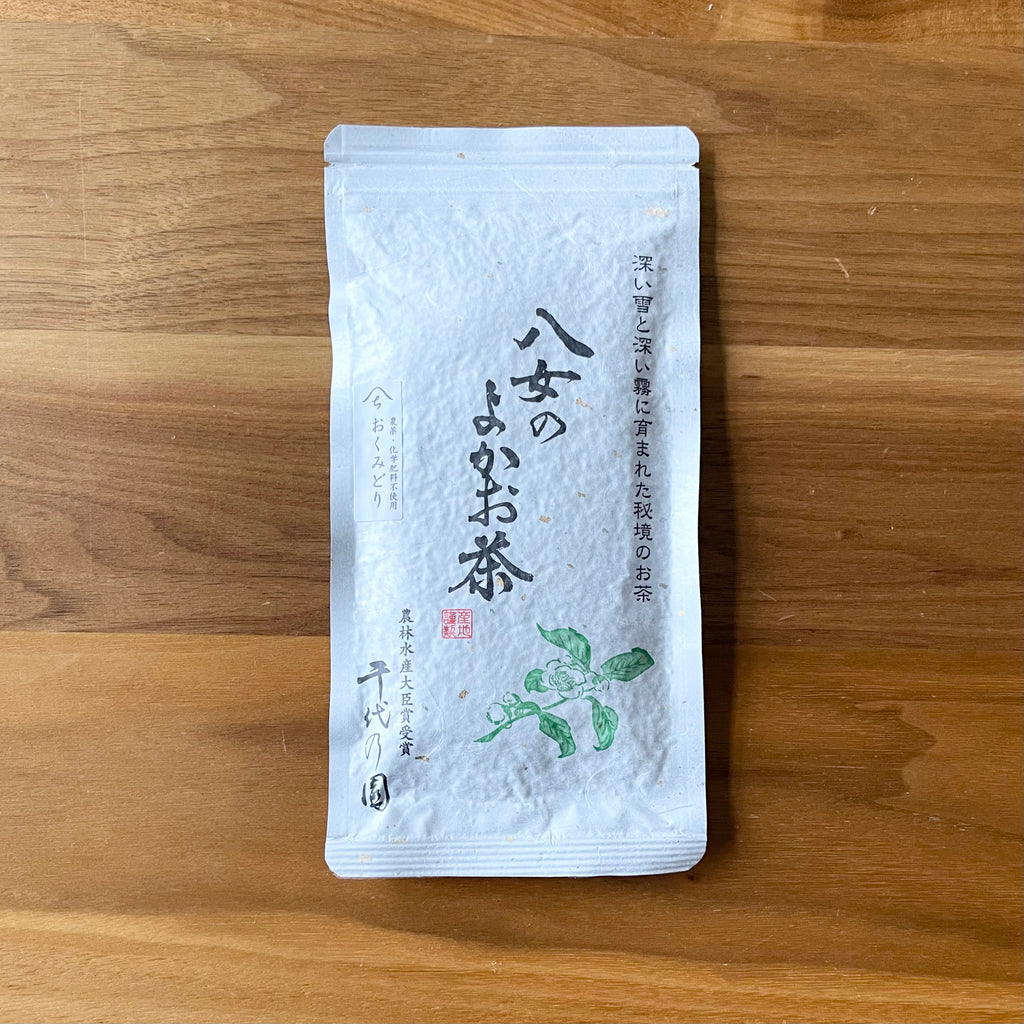 深い雪と深い霧に育まれた秘境のお茶
八女の
よかお茶
産地
謹製
農林水産大臣賞受賞
千代乃園
農薬・化学肥料不使用
ち おくみどり